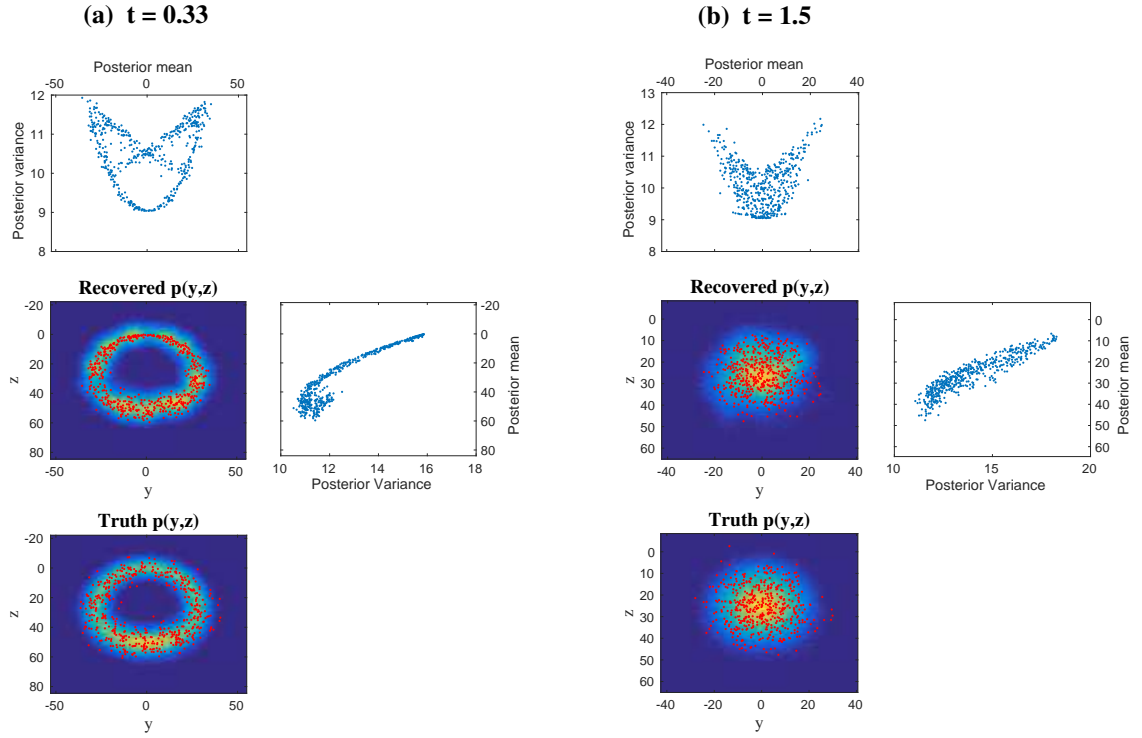 (a) t = 0.33
Posterior mean
-50 0 50
12
11
10
9
8
Posterior variance
Recovered p(y,z)
-20
0
20
40
60
80
z
-50 0 50
y
-20
0
20
40
60
80
Posterior mean
10 12 14 16 18
Posterior Variance
Truth p(y,z)
-20
0
20
40
60
80
z
-50 0 50
y
(b) t = 1.5
Posterior mean
-40 -20 0 20 40
13
12
11
10
9
8
Posterior variance
Recovered p(y,z)
0
10
20
30
40
50
60
z
-40 -20 0 20 40
y
0
10
20
30
40
50
60
Posterior mean
10 15 20
Posterior Variance
Truth p(y,z)
0
10
20
30
40
50
60
z
-40 -20 0 20 40
y